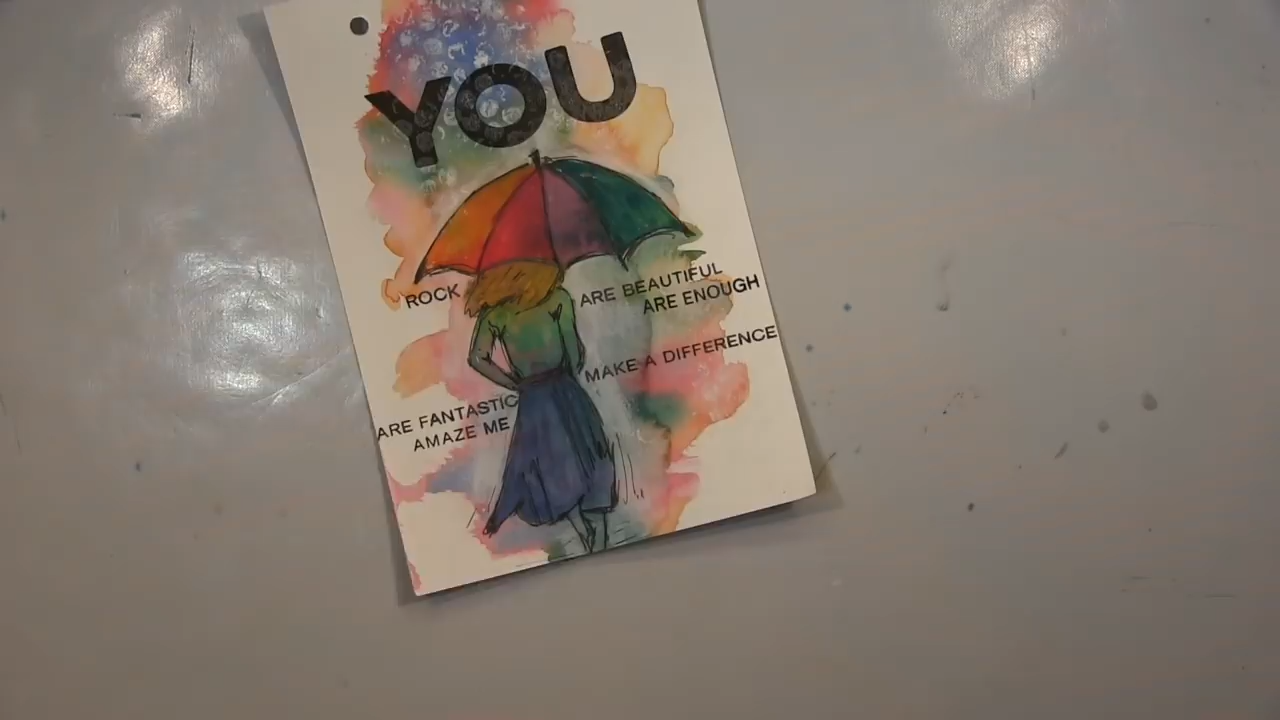 YOU
ROCK
ARE BEAUTIFUL
ARE ENOUGH
MAKE A DIFFERENCE
ARE FANTASTIC
AMAZE ME